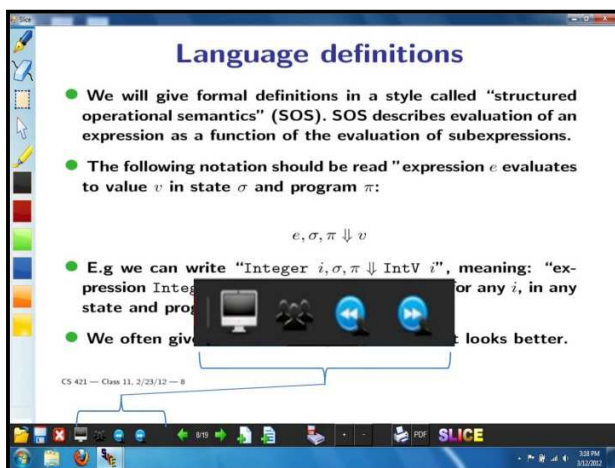 Slice
Language definitions
We will give formal definitions in a style called “structured
operational semantics” (SOS). SOS describes evaluation of an
expression as a function of the evaluation of subexpressions.
The following notation should be read "expression e evaluates
to value v in state σ and program π:
e, σ, π ⇓ v
E.g we can write “Integer i, σ, π ⇓ IntV i”, meaning: “ex-
pression Integ or any i, in any
state and prog
We often give t looks better.
CS 421 — Class 11, 2/23/12 — 8
8/19 + - PDF SLICE
3:18 PM
3/12/2012